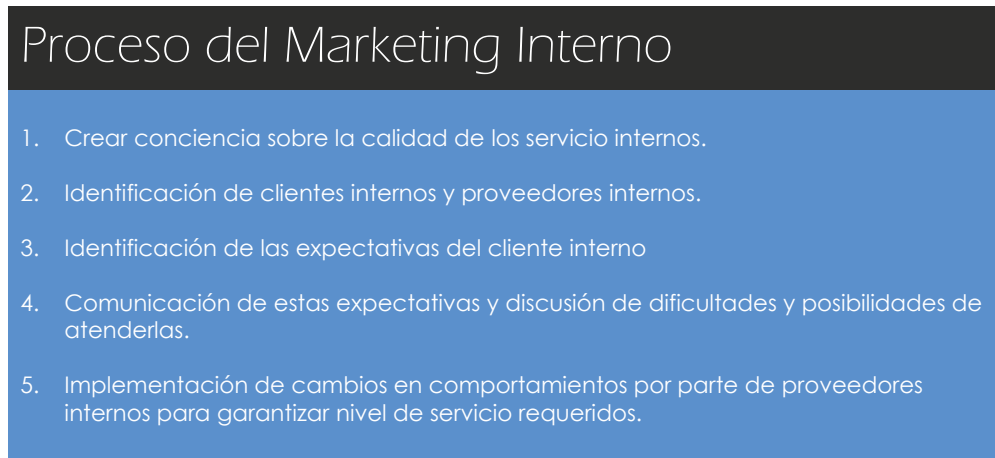 Proceso del Marketing Interno
1. Crear conciencia sobre la calidad de los servicio internos.
2. Identificación de clientes internos y proveedores internos.
3. Identificación de las expectativas del cliente interno
4. Comunicación de estas expectativas y discusión de dificultades y posibilidades de
atenderlas.
5. Implementación de cambios en comportamientos por parte de proveedores
internos para garantizar nivel de servicio requeridos.